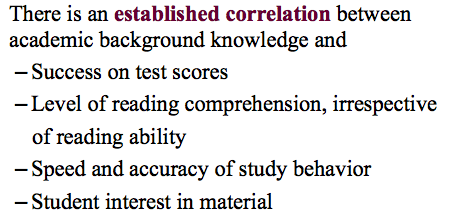 There is an established correlation between
academic background knowledge and
– Success on test scores
– Level of reading comprehension, irrespective
of reading ability
– Speed and accuracy of study behavior
– Student interest in material